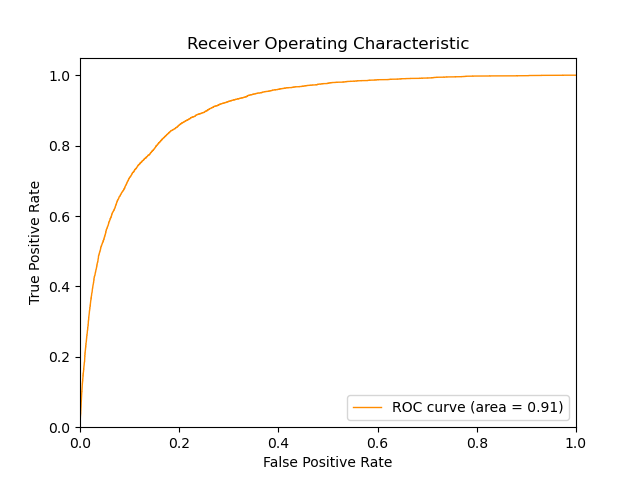 Receiver Operating Characteristic
1.0
0.8
0.6
0.4
0.2
0.0
True Positive Rate
ROC curve (area = 0.91)
0.0 0.2 0.4 0.6 0.8 1.0
False Positive Rate